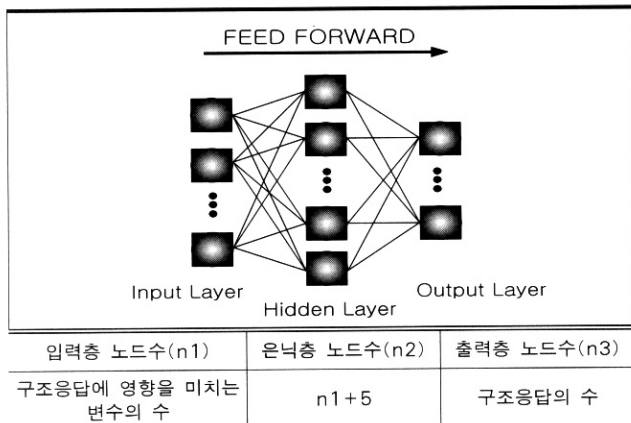 FEED FORWARD
Input Layer
Hidden Layer
Output Layer
입력층 노드수(n1)
은닉층 노드수(n2)
출력층 노드수(n3)
구조응답에 영향을 미치는
변수의 수
n1+5
구조응답의 수